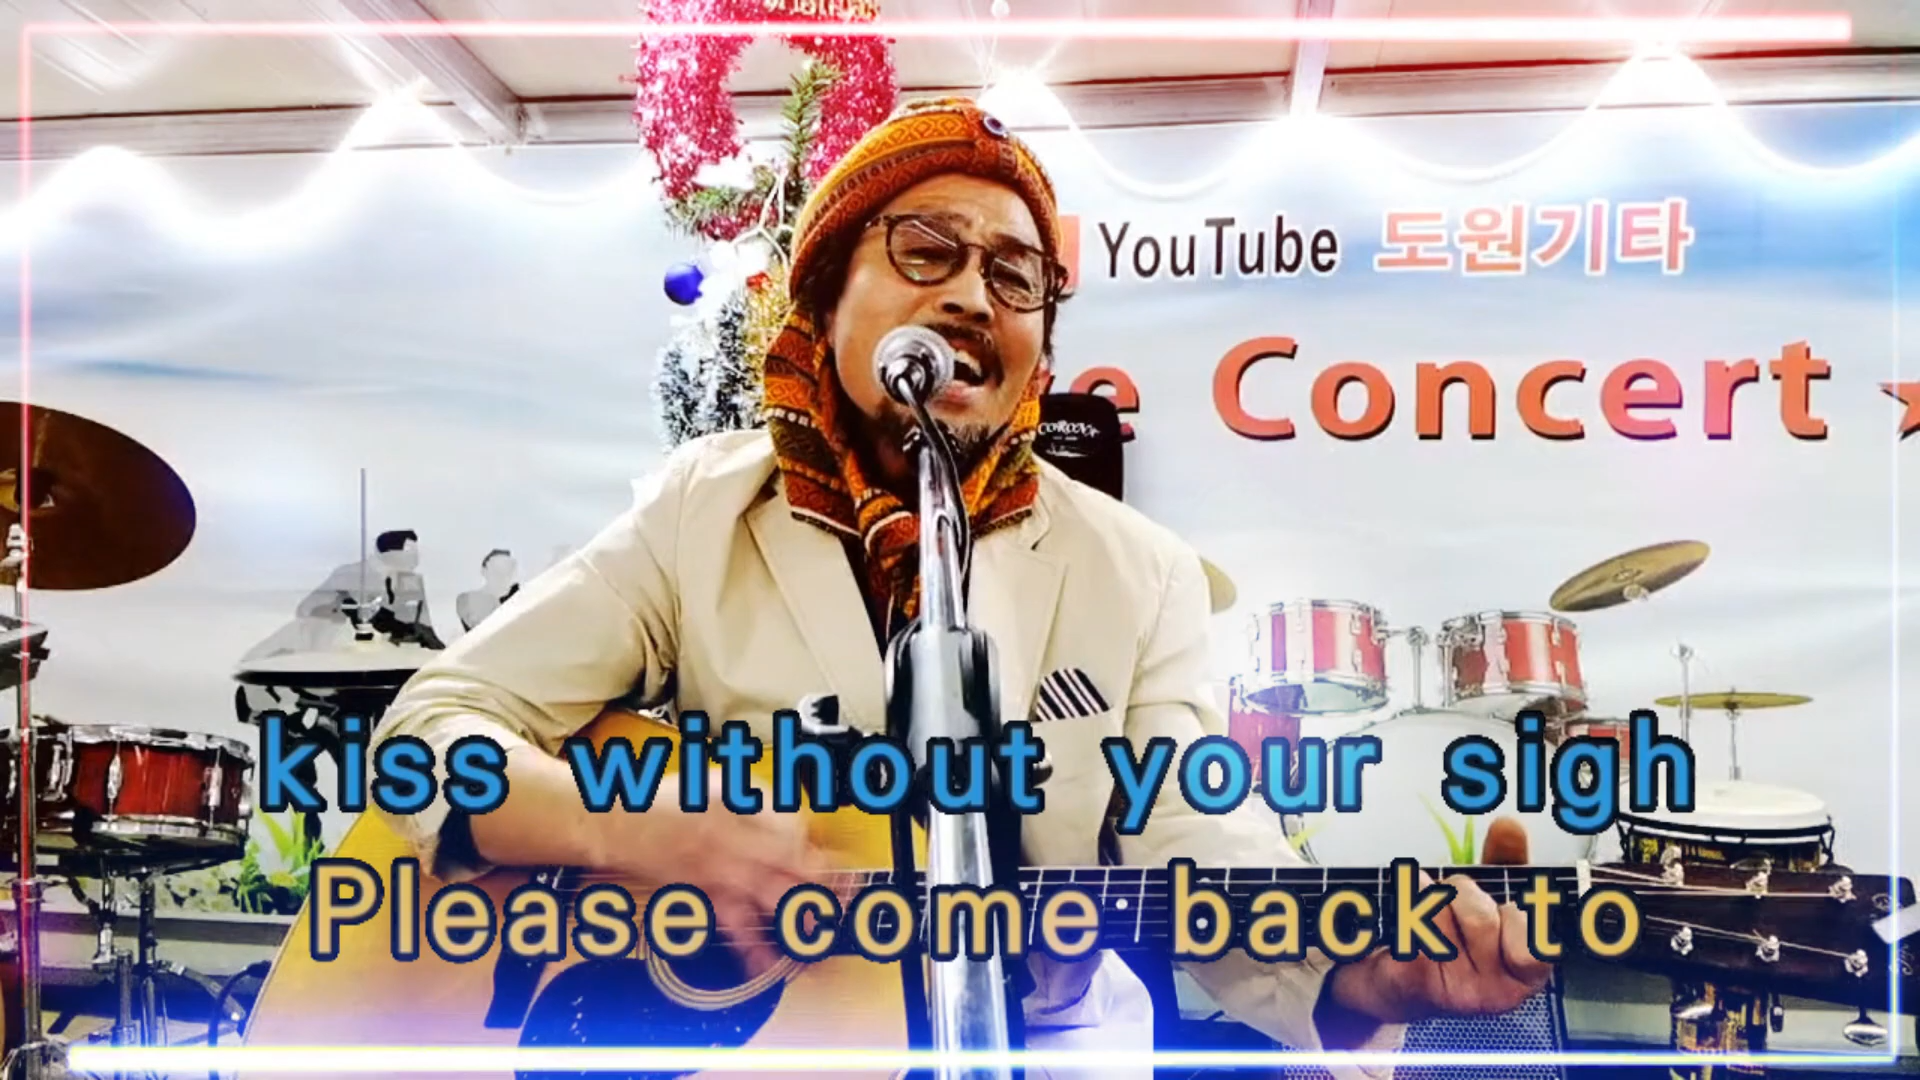 YouTube 도원기타
e Concert
kiss without your sigh
Please come back to